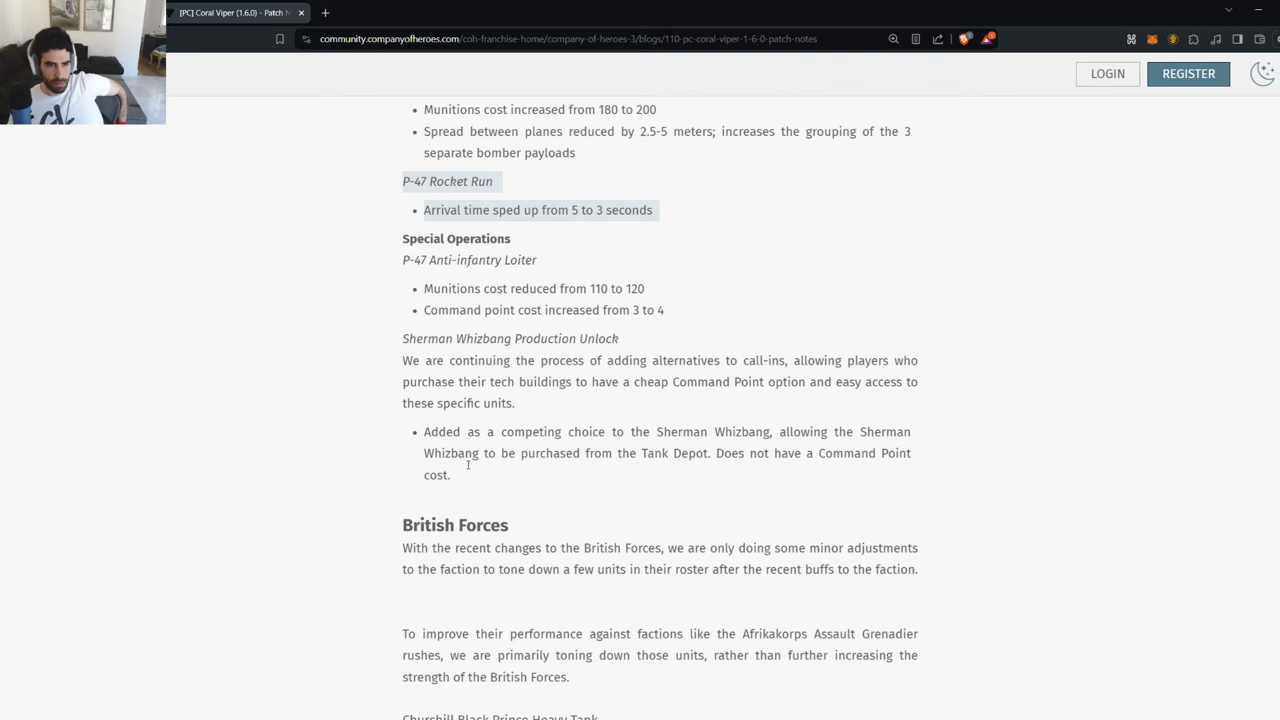 [PC] Coral Viper (1.6.0) - Patch N
community.companyofheroes.com/coh-franchise-home/company-of-heroes-3/blogs/110-pc-coral-viper-1-6-0-patch-notes
LOGIN
REGISTER
• Munitions cost increased from 180 to 200
• Spread between planes reduced by 2.5-5 meters; increases the grouping of the 3
separate bomber payloads
P-47 Rocket Run
• Arrival time sped up from 5 to 3 seconds
Special Operations
P-47 Anti-infantry Loiter
• Munitions cost reduced from 110 to 120
• Command point cost increased from 3 to 4
Sherman Whizbang Production Unlock
We are continuing the process of adding alternatives to call-ins, allowing players who
purchase their tech buildings to have a cheap Command Point option and easy access to
these specific units.
• Added as a competing choice to the Sherman Whizbang, allowing the Sherman
Whizbang to be purchased from the Tank Depot. Does not have a Command Point
cost.
British Forces
With the recent changes to the British Forces, we are only doing some minor adjustments
to the faction to tone down a few units in their roster after the recent buffs to the faction.
To improve their performance against factions like the Afrikakorps Assault Grenadier
rushes, we are primarily toning down those units, rather than further increasing the
strength of the British Forces.
Churchill Black Prince Heavy Tank